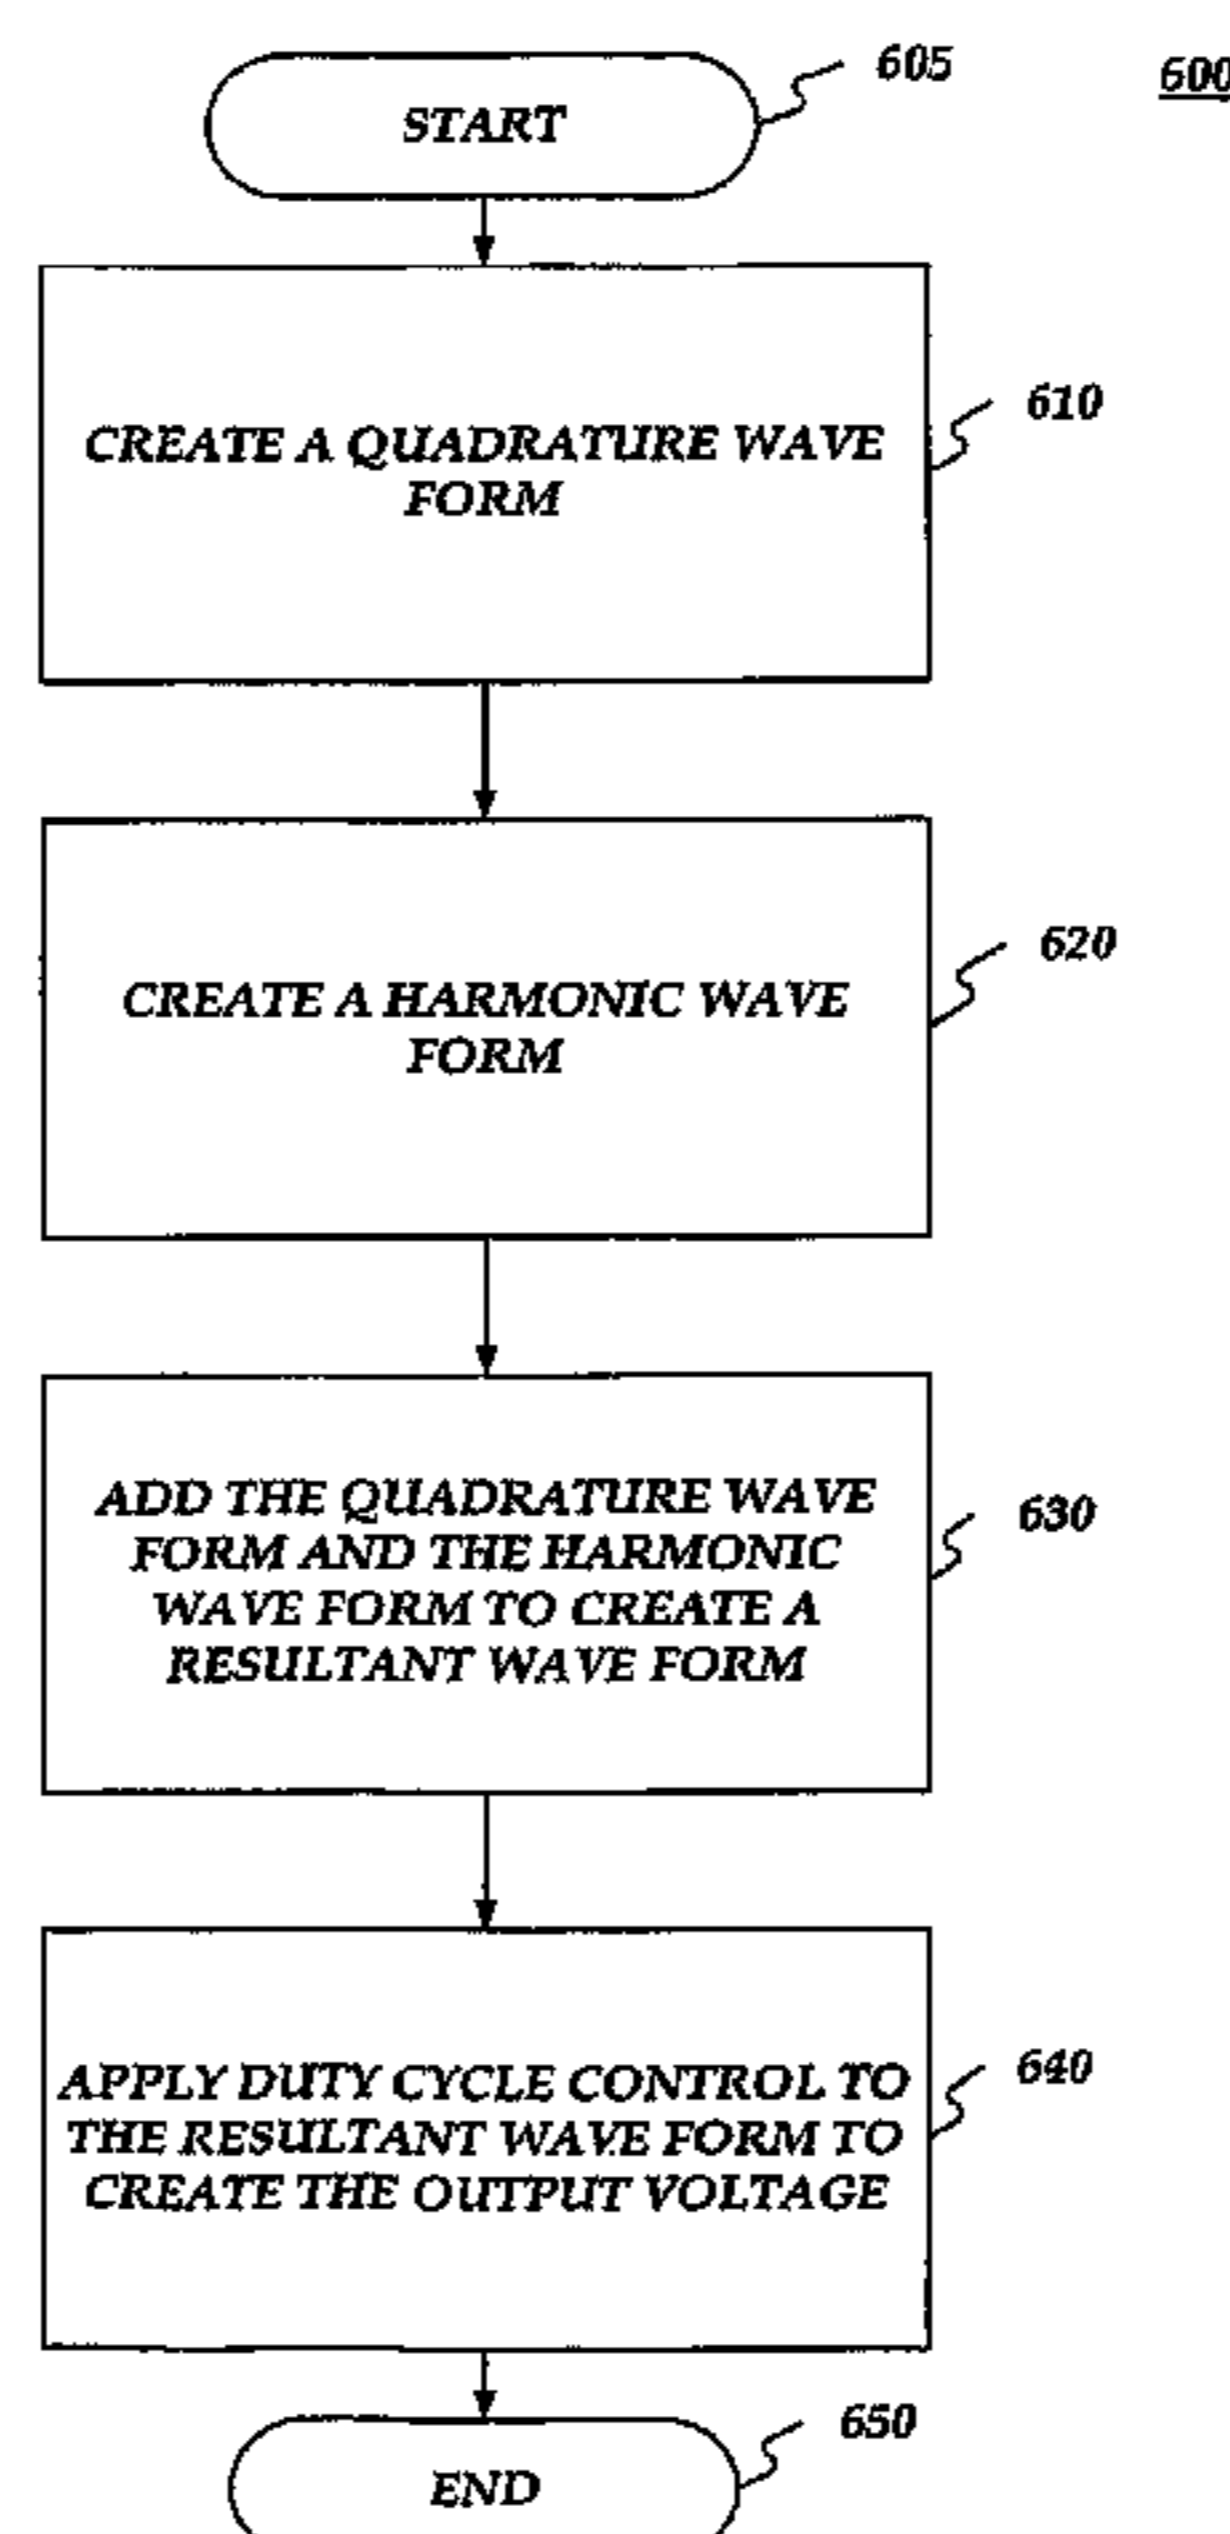 605
600
START
610
CREATE A QUADRATURE WAVE
FORM
620
CREATE A HARMONIC WAVE
FORM
630
ADD THE QUADRATURE WAVE
FORM AND THE HARMONIC
WAVE FORM TO CREATE A
RESULTANT WAVE FORM
640
APPLY DUTY CYCLE CONTROL TO
THE RESULTANT WAVE FORM TO
CREATE THE OUTPUT VOLTAGE
650
END